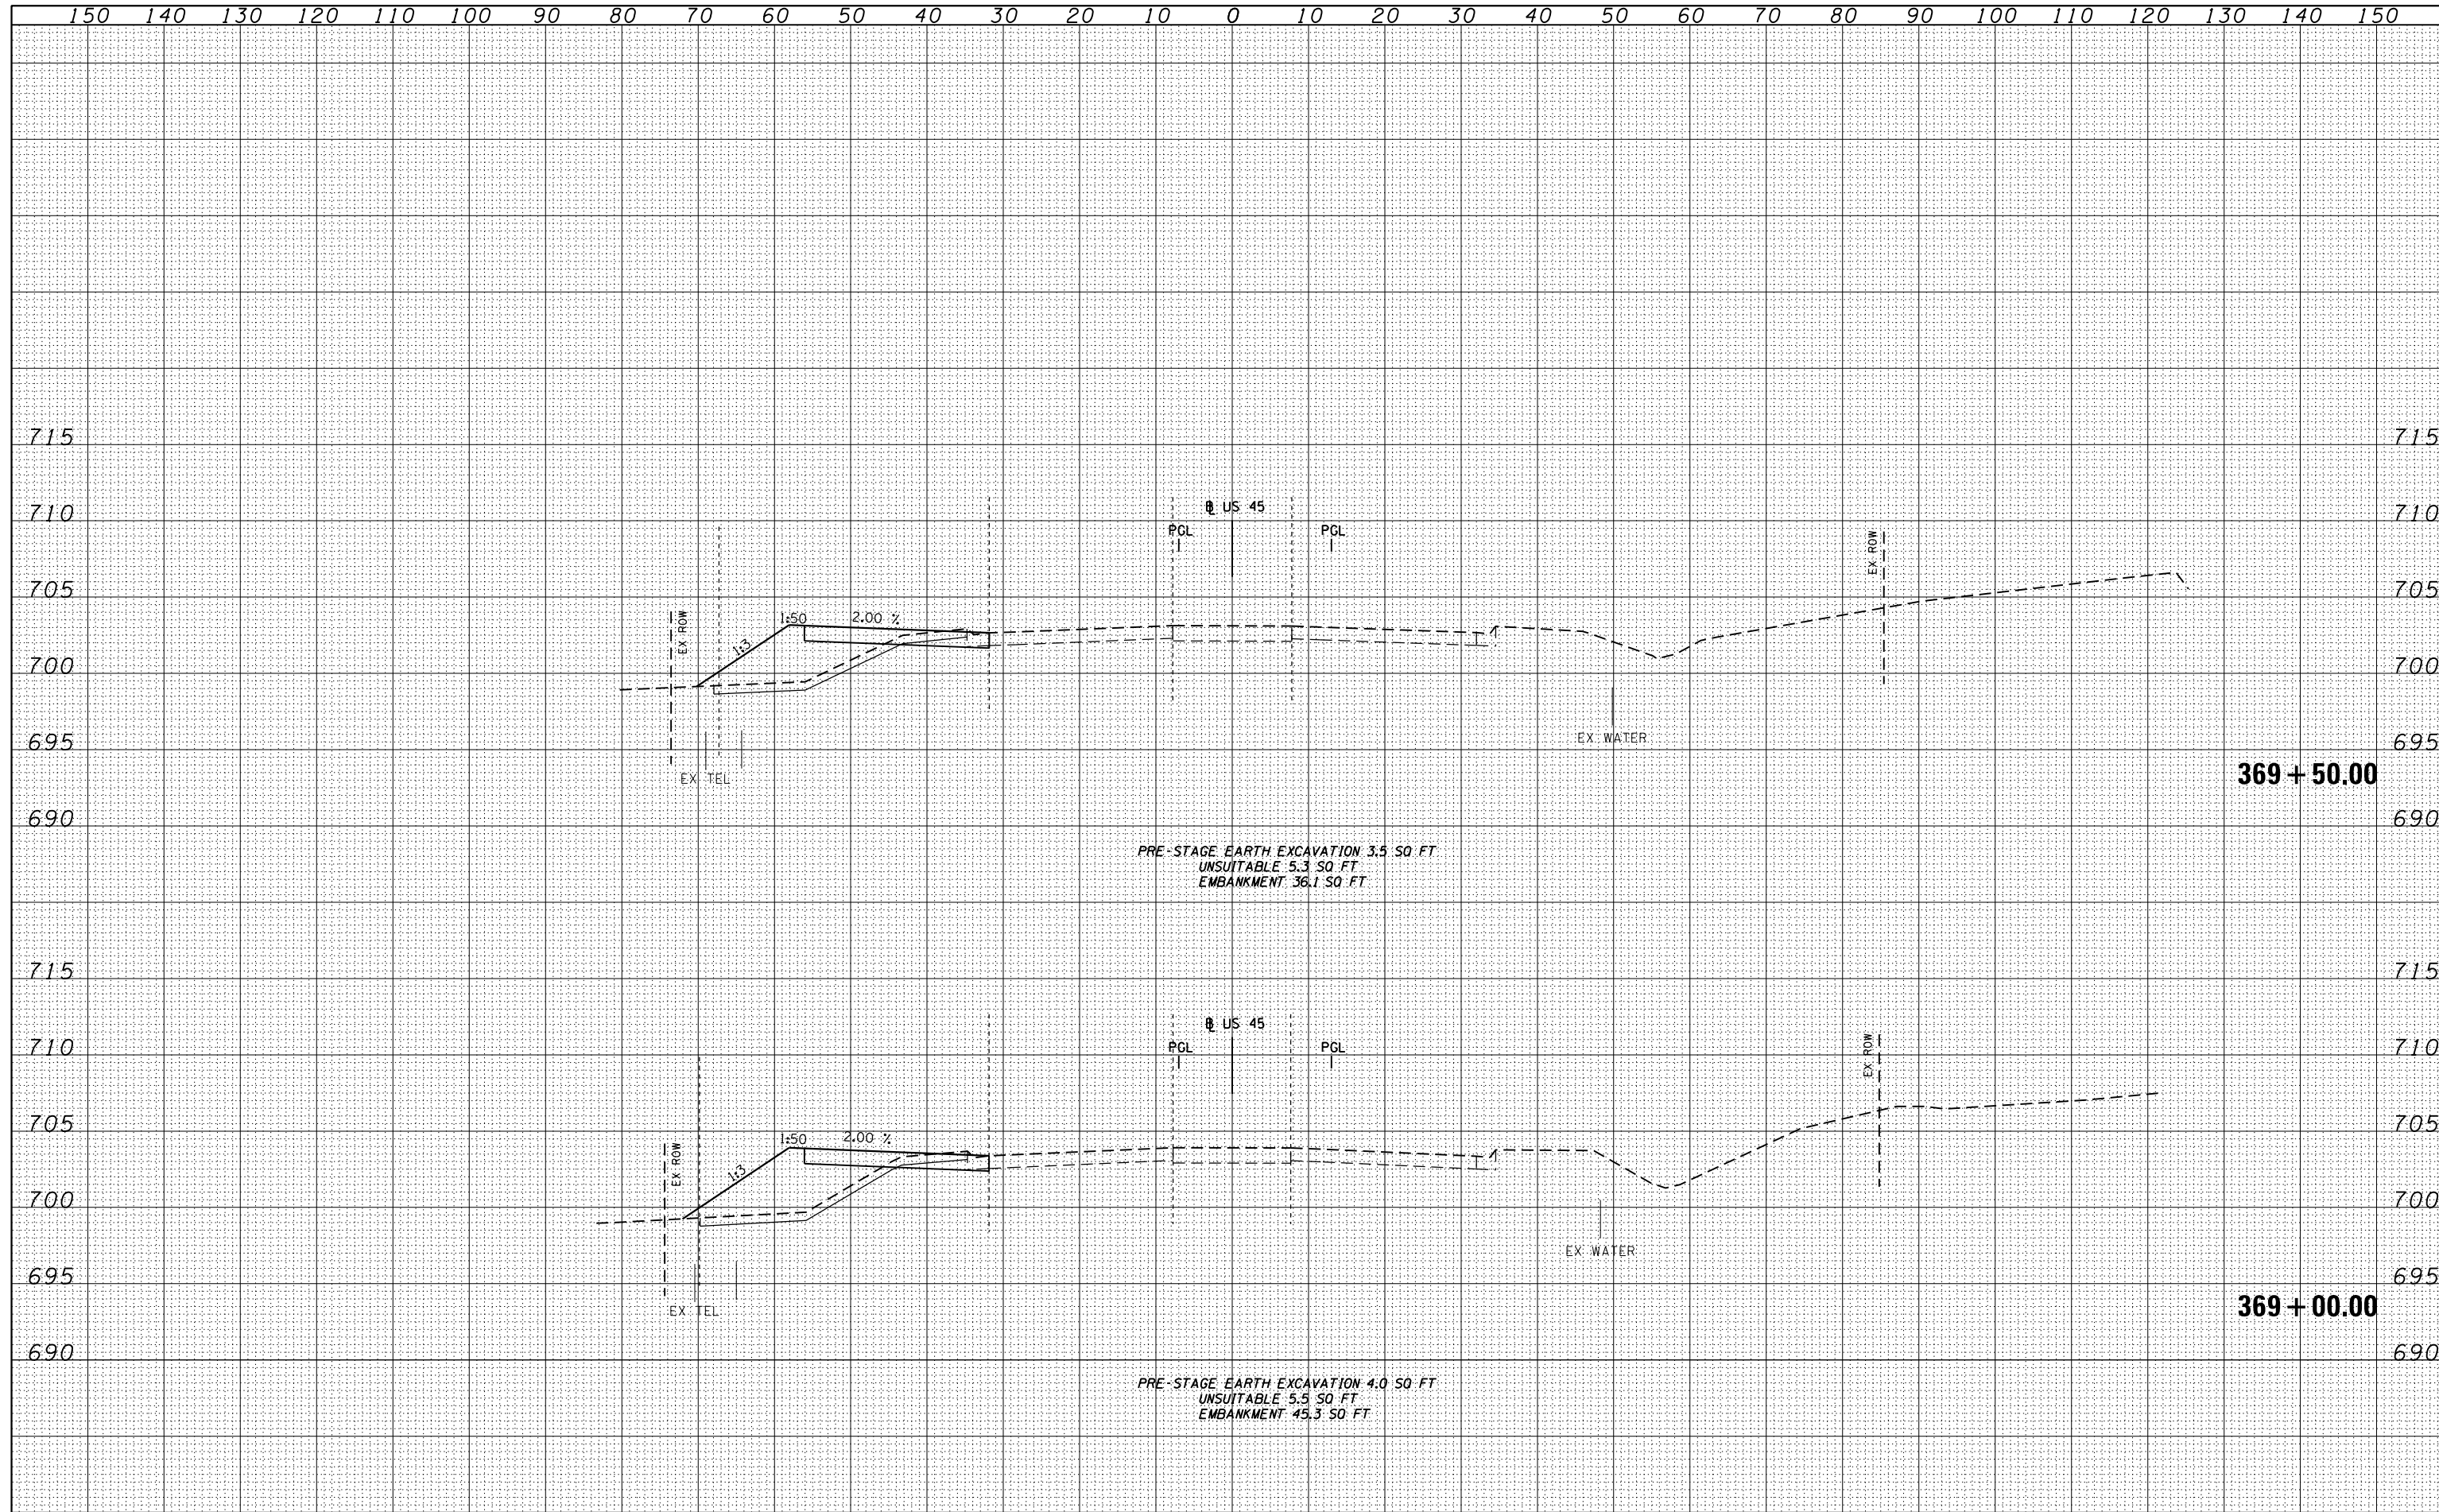 150 140 130 120 110 100 90 80 70 60 50 40 30 20 10 0 10 20 30 40 50 60 70 80 90 100 110 120 130 140 150
715 715
710 710
℄ US 45
PGL PGL
EX ROW
705 705
1:50 2.00 %
EX ROW
1:3
700 700
695 695
EX WATER
EX TEL
369+50.00
690 690
PRE-STAGE EARTH EXCAVATION 3.5 SQ FT
UNSUITABLE 5.3 SQ FT
EMBANKMENT 36.1 SQ FT
715 715
710 710
℄ US 45
PGL PGL
EX ROW
705 705
1:50 2.00 %
EX ROW
1:3
700 700
EX WATER
695 695
EX TEL
369+00.00
690 690
PRE-STAGE EARTH EXCAVATION 4.0 SQ FT
UNSUITABLE 5.5 SQ FT
EMBANKMENT 45.3 SQ FT